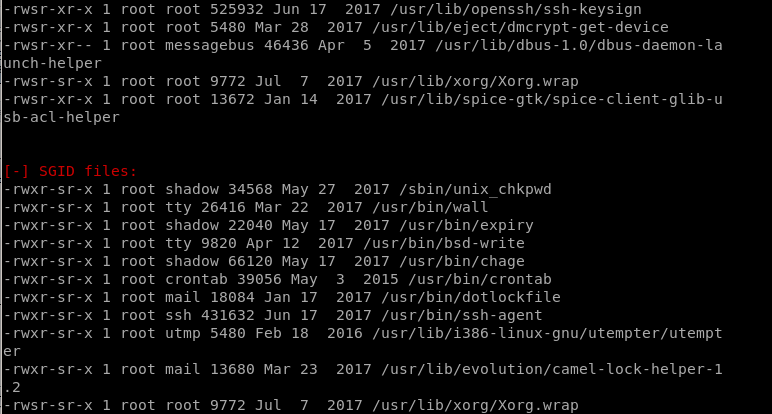 -rwsr-xr-x 1 root root 525932 Jun 17  2017 /usr/lib/openssh/ssh-keysign
-rwsr-xr-x 1 root root 5480 Mar 28  2017 /usr/lib/eject/dmcrypt-get-device
-rwsr-xr-- 1 root messagebus 46436 Apr  5  2017 /usr/lib/dbus-1.0/dbus-daemon-la
unch-helper
-rwsr-xr-x 1 root root 9772 Jul  7  2017 /usr/lib/xorg/Xorg.wrap
-rwsr-xr-x 1 root root 13672 Jan 14  2017 /usr/lib/spice-gtk/spice-client-glib-u
sb-acl-helper
[-] SGID files:
-rwxr-sr-x 1 root shadow 34568 May 27  2017 /sbin/unix_chkpwd
-rwxr-sr-x 1 root tty 26416 Mar 22  2017 /usr/bin/wall
-rwxr-sr-x 1 root shadow 22040 May 17  2017 /usr/bin/expiry
-rwxr-sr-x 1 root tty 9820 Apr 12  2017 /usr/bin/bsd-write
-rwxr-sr-x 1 root shadow 66120 May 17  2017 /usr/bin/chage
-rwxr-sr-x 1 root crontab 39056 May  3  2015 /usr/bin/crontab
-rwxr-sr-x 1 root mail 18084 Jan 17  2017 /usr/bin/dotlockfile
-rwxr-sr-x 1 root ssh 431632 Jun 17  2017 /usr/bin/ssh-agent
-rwxr-sr-x 1 root utmp 5480 Feb 18  2016 /usr/lib/i386-linux-gnu/utempter/utempt
er
-rwxr-sr-x 1 root mail 13680 Mar 23  2017 /usr/lib/evolution/camel-lock-helper-1
.2
-rwsr-sr-x 1 root root 9772 Jul  7  2017 /usr/lib/xorg/Xorg.wrap